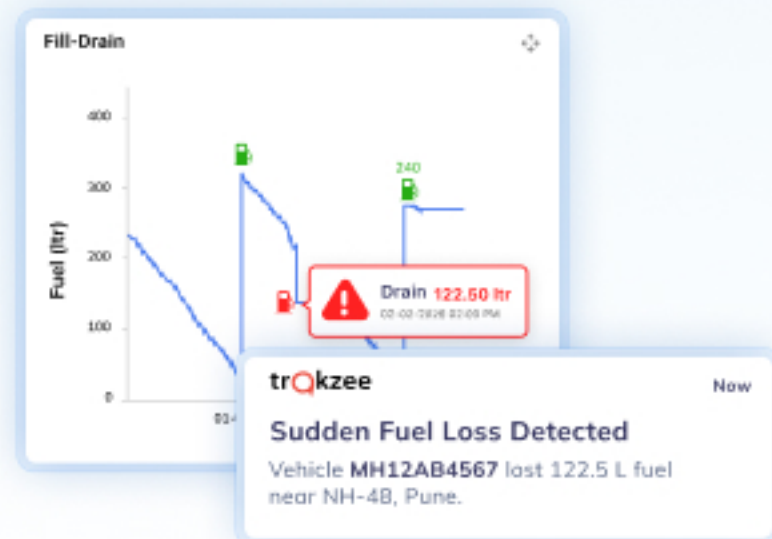 Fill-Drain
400
240
300
Fuel (ltr)
200
Drain 122.50 ltr
100
0
01-
trakzee
Now
Sudden Fuel Loss Detected
Vehicle MH12AB4567 lost 122.5 L fuel
near NH-48, Pune.